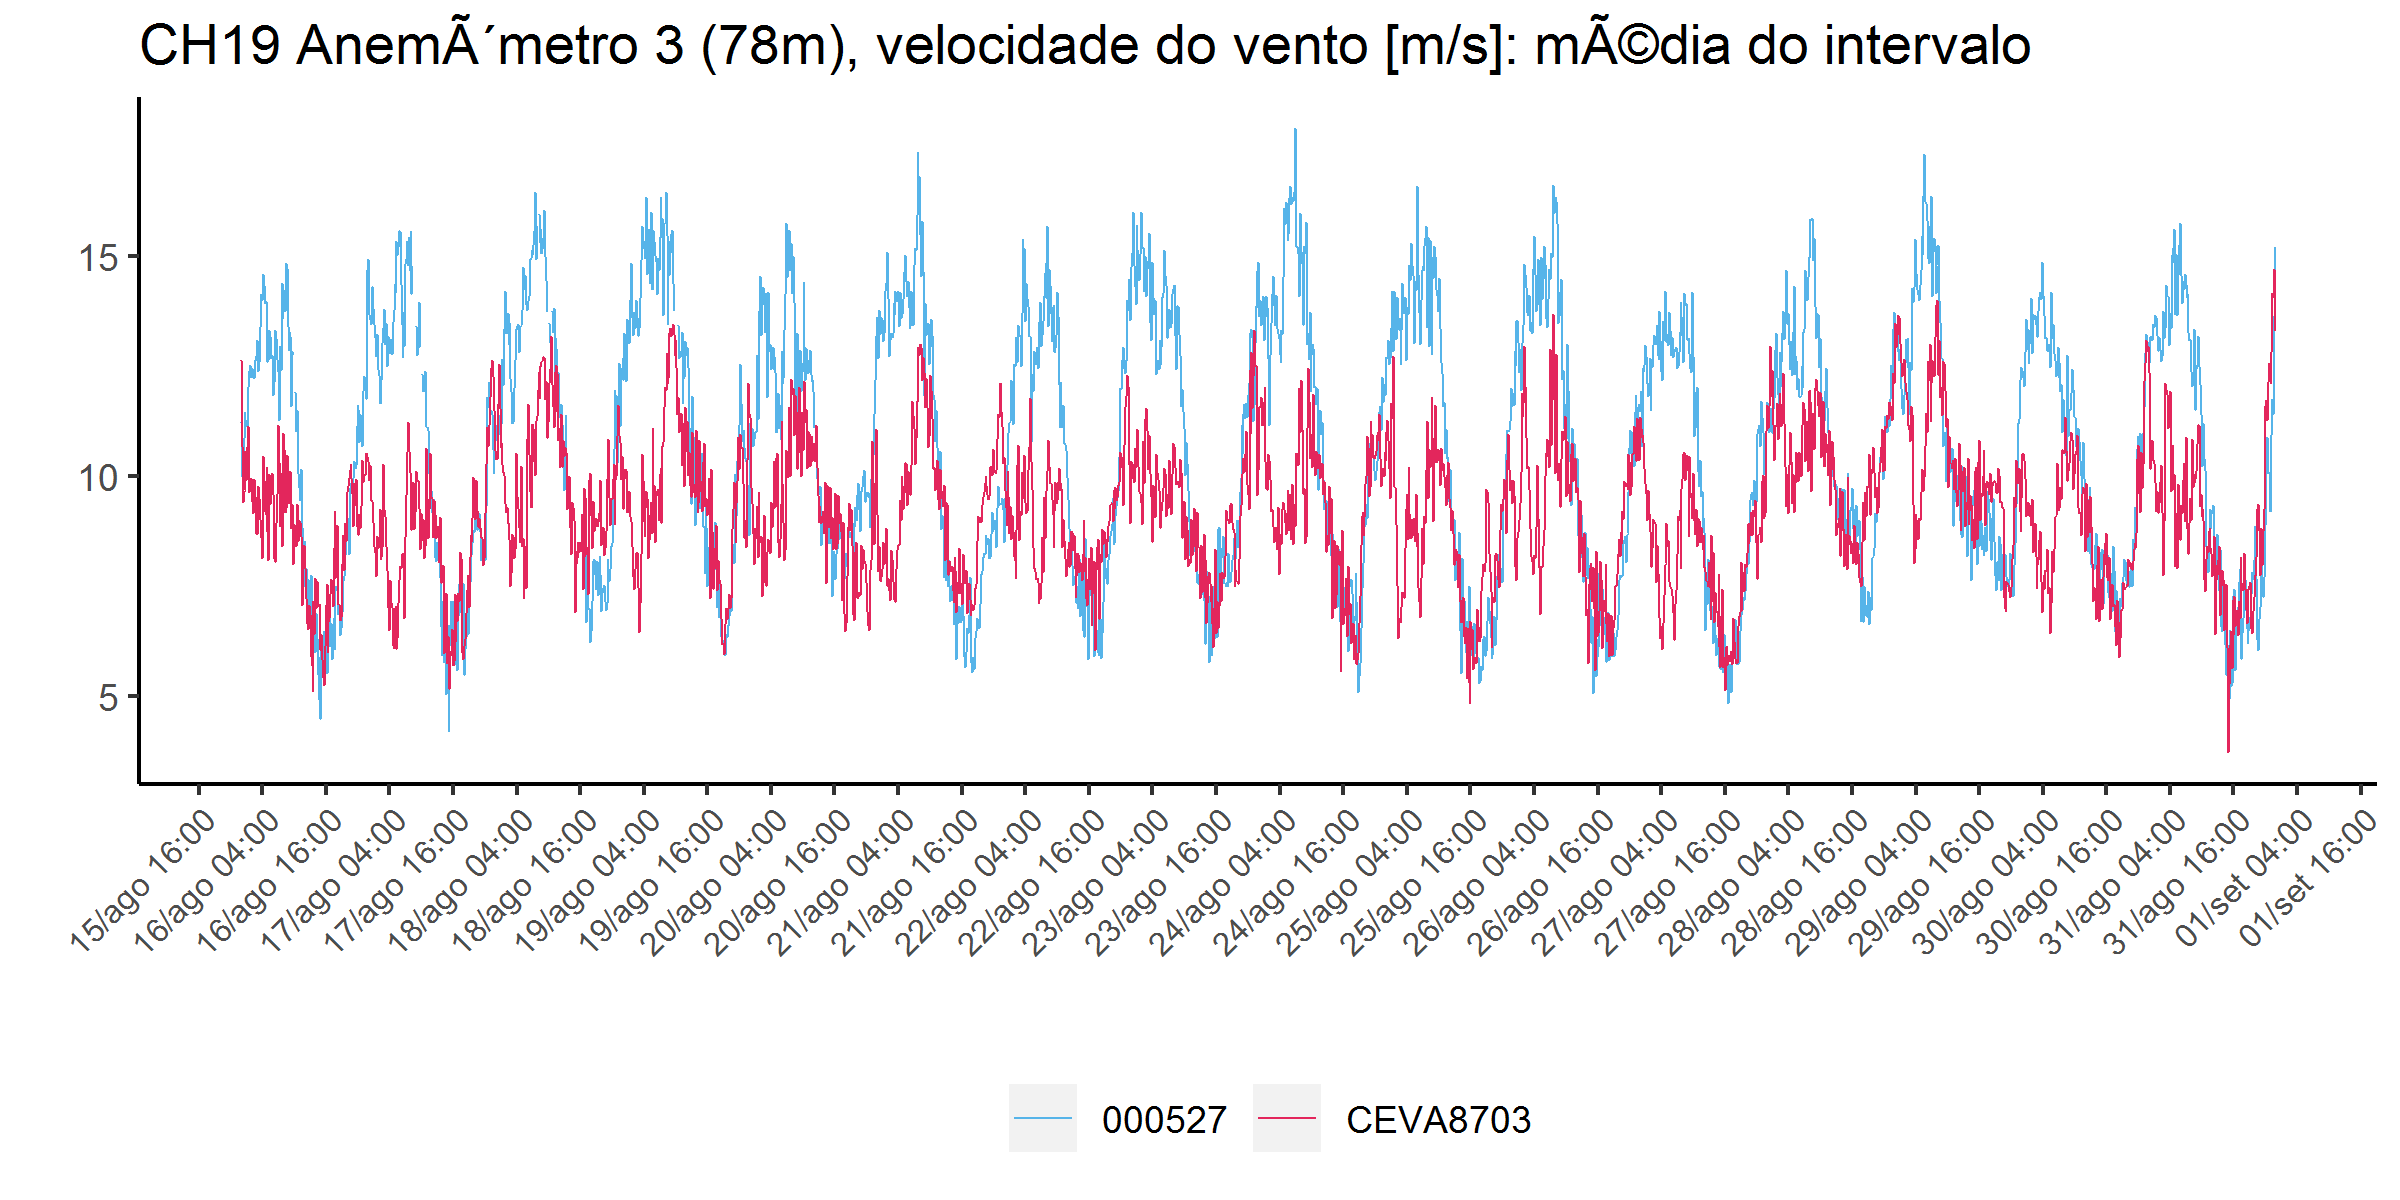 CH19 AnemÃ´metro 3 (78m), velocidade do vento [m/s]: mÃ©dia do intervalo
15
10
5
15/ago 16:00
16/ago 04:00
16/ago 16:00
17/ago 04:00
17/ago 16:00
18/ago 04:00
18/ago 16:00
19/ago 04:00
19/ago 16:00
20/ago 04:00
20/ago 16:00
21/ago 04:00
21/ago 16:00
22/ago 04:00
22/ago 16:00
23/ago 04:00
23/ago 16:00
24/ago 04:00
24/ago 16:00
25/ago 04:00
25/ago 16:00
26/ago 04:00
26/ago 16:00
27/ago 04:00
27/ago 16:00
28/ago 04:00
28/ago 16:00
29/ago 04:00
29/ago 16:00
30/ago 04:00
30/ago 16:00
31/ago 04:00
31/ago 16:00
01/set 04:00
01/set 16:00
000527
CEVA8703